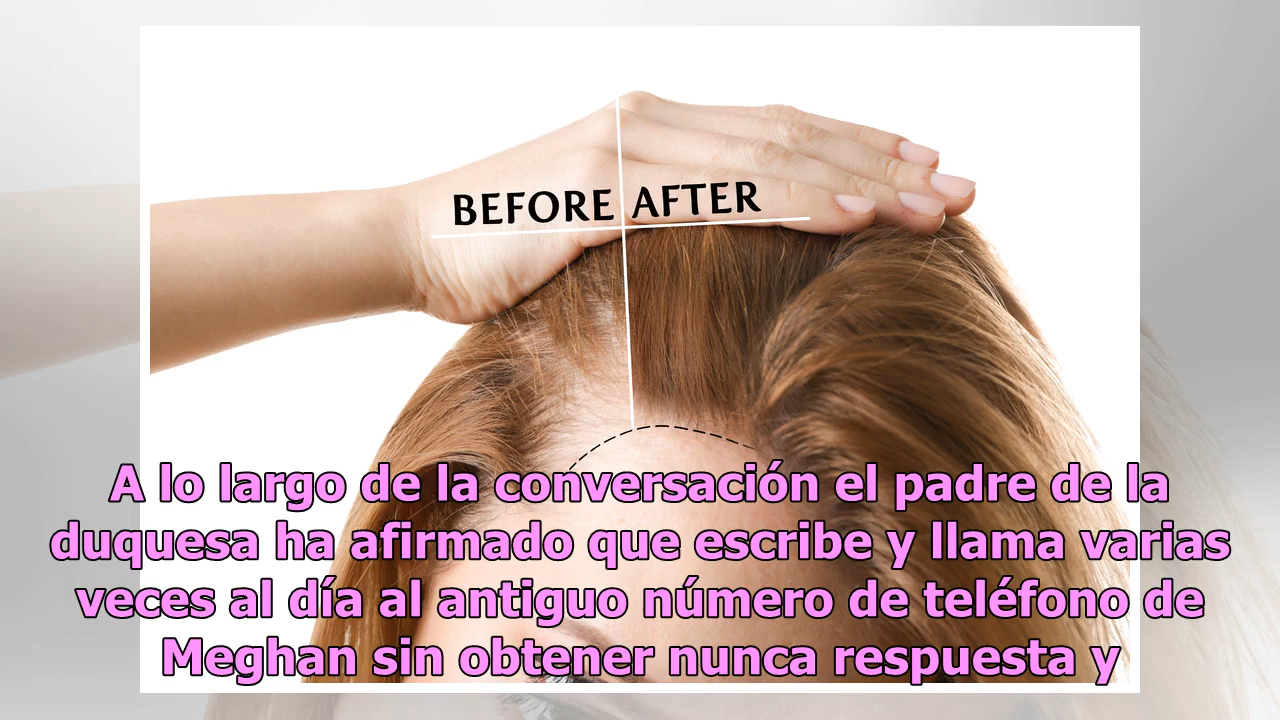 BEFORE AFTER
A lo largo de la conversación el padre de la
duquesa ha afirmado que escribe y llama varias
veces al día al antiguo número de teléfono de
Meghan sin obtener nunca respuesta y